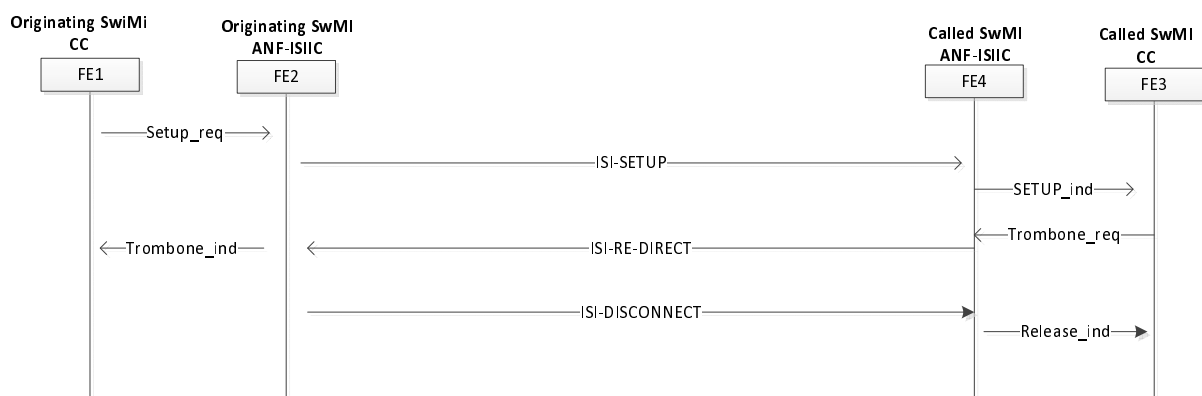 Originating SwiMi
CC
FE1
Originating SwMI
ANF-ISIIC
FE2
Called SwMI
ANF-ISIIC
FE4
Called SwMI
CC
FE3
Setup_req
ISI-SETUP
SETUP_ind
Trombone_req
Trombone_ind
ISI-RE-DIRECT
ISI-DISCONNECT
Release_ind